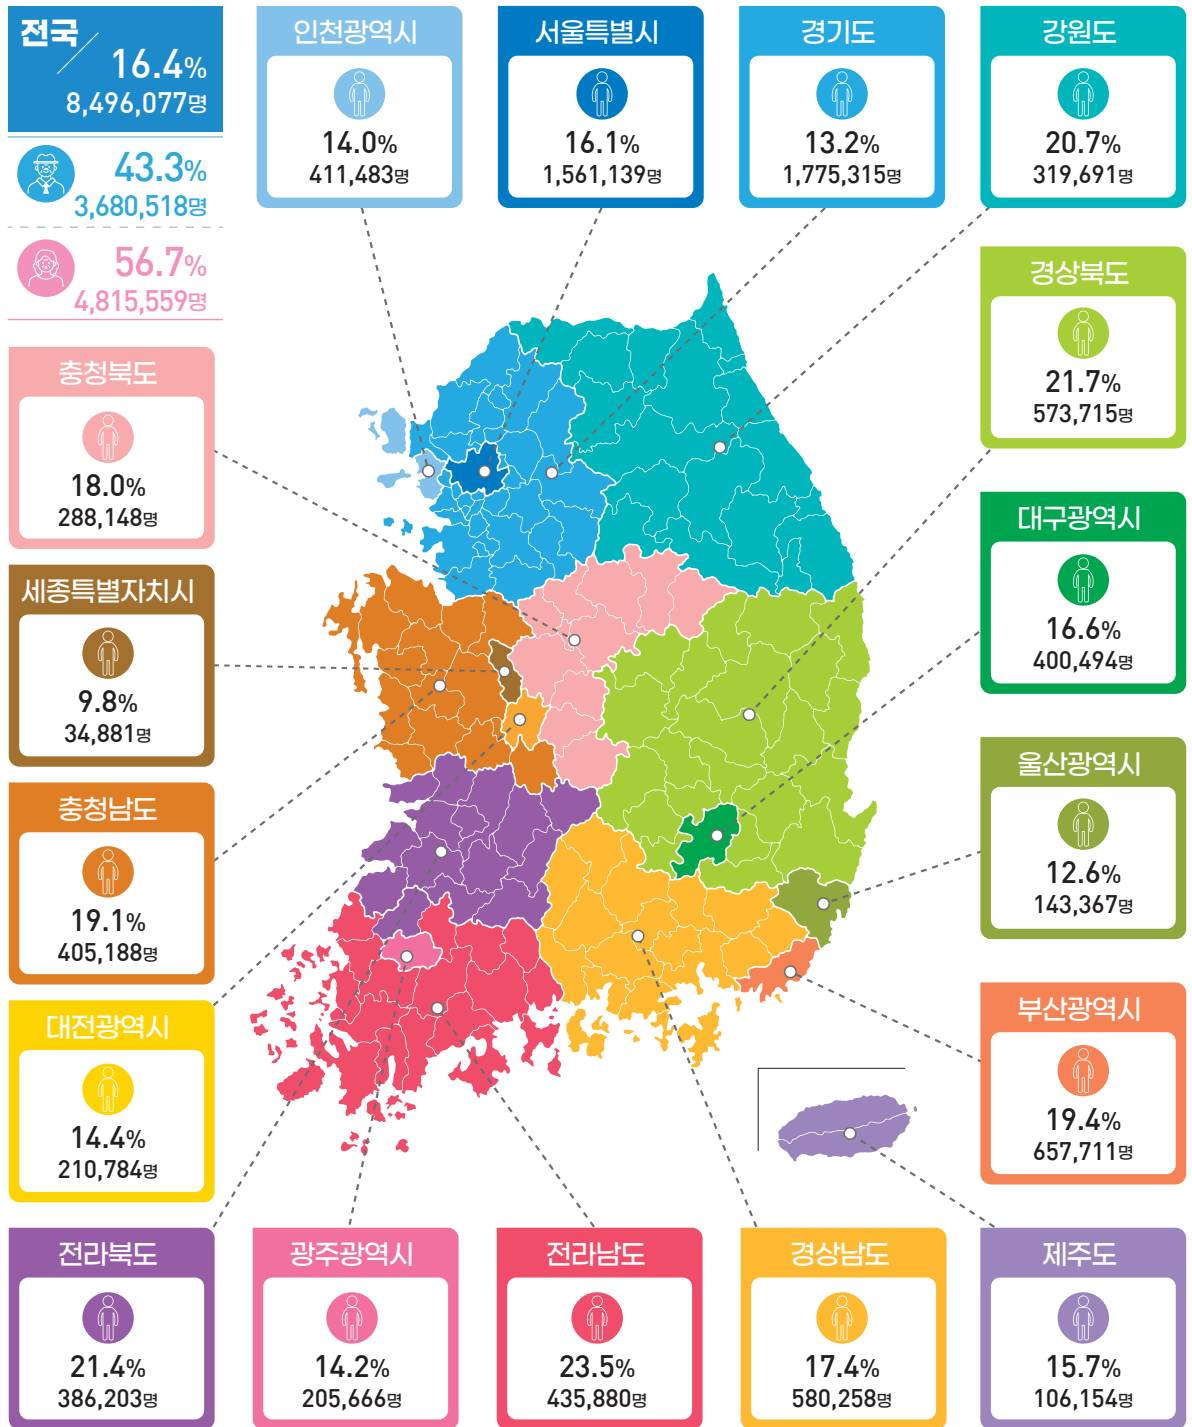 전국
16.4%
8,496,077명
43.3%
3,680,518명
56.7%
4,815,559명
인천광역시
14.0%
411,483명
서울특별시
16.1%
1,561,139명
경기도
13.2%
1,775,315명
강원도
20.7%
319,691명
경상북도
21.7%
573,715명
충청북도
18.0%
288,148명
대구광역시
16.6%
400,494명
세종특별자치시
9.8%
34,881명
울산광역시
12.6%
143,367명
충청남도
19.1%
405,188명
부산광역시
19.4%
657,711명
대전광역시
14.4%
210,784명
전라북도
21.4%
386,203명
광주광역시
14.2%
205,666명
전라남도
23.5%
435,880명
경상남도
17.4%
580,258명
제주도
15.7%
106,154명